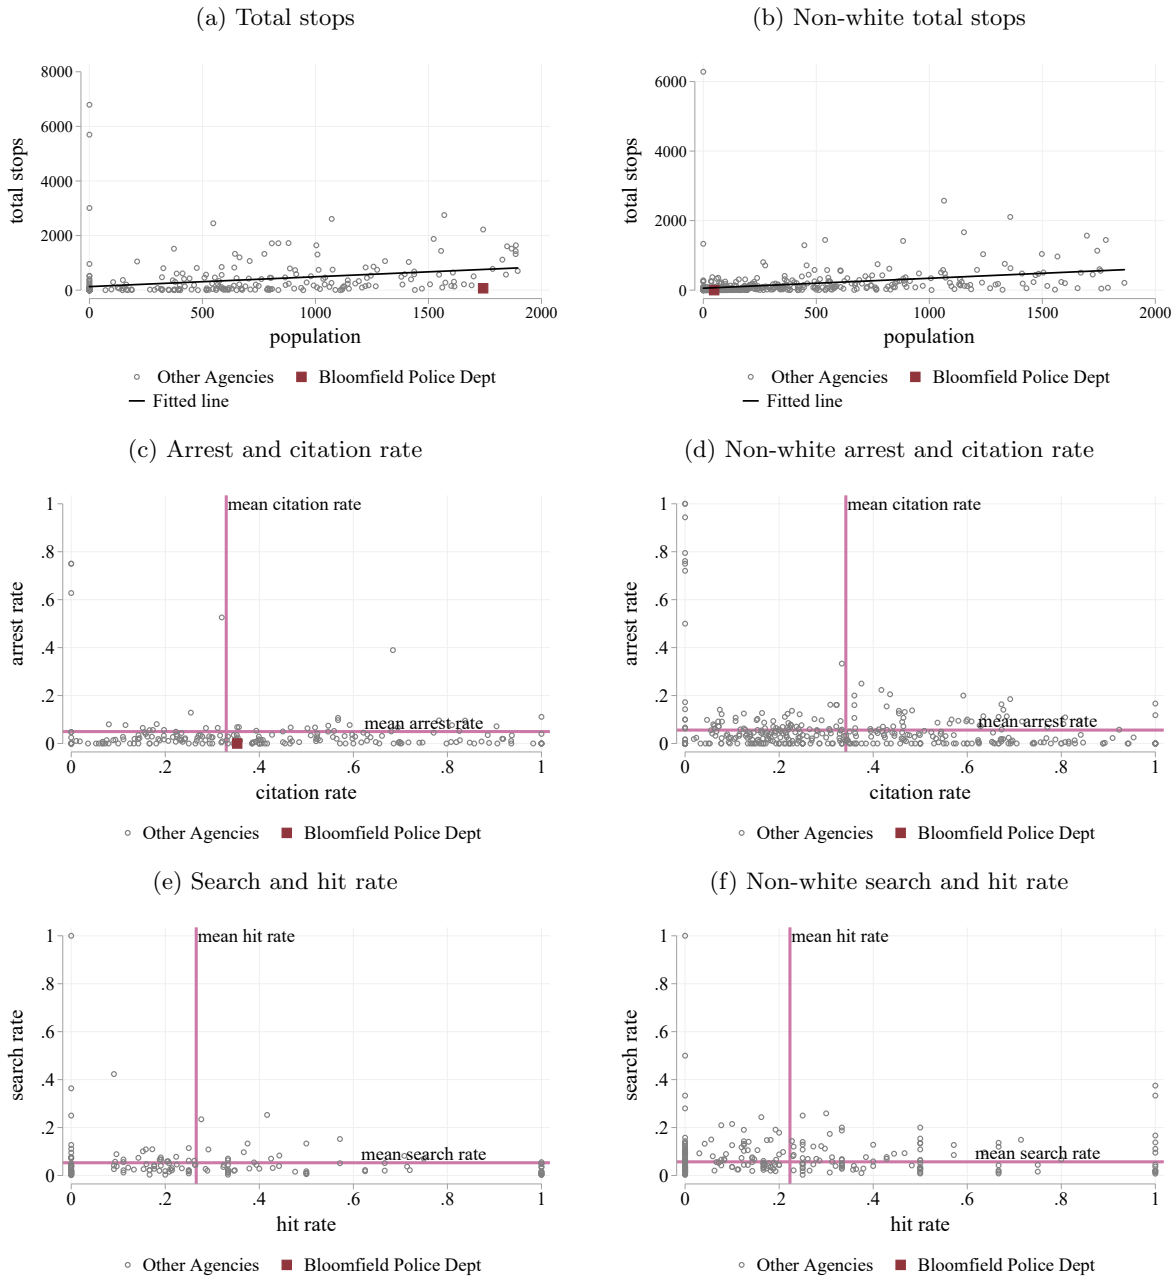 (a) Total stops
8000
6000
4000
2000
0
total stops
0 500 1000 1500 2000
population
Other Agencies Bloomfield Police Dept
Fitted line
(b) Non-white total stops
6000
4000
2000
0
total stops
0 500 1000 1500 2000
population
Other Agencies Bloomfield Police Dept
Fitted line
(c) Arrest and citation rate
1
.8
.6
.4
.2
0
arrest rate
mean citation rate
mean arrest rate
0 .2 .4 .6 .8 1
citation rate
Other Agencies Bloomfield Police Dept
(d) Non-white arrest and citation rate
1
.8
.6
.4
.2
0
arrest rate
mean citation rate
mean arrest rate
0 .2 .4 .6 .8 1
citation rate
Other Agencies Bloomfield Police Dept
(e) Search and hit rate
1
.8
.6
.4
.2
0
search rate
mean hit rate
mean search rate
0 .2 .4 .6 .8 1
hit rate
Other Agencies Bloomfield Police Dept
(f) Non-white search and hit rate
1
.8
.6
.4
.2
0
search rate
mean hit rate
mean search rate
0 .2 .4 .6 .8 1
hit rate
Other Agencies Bloomfield Police Dept